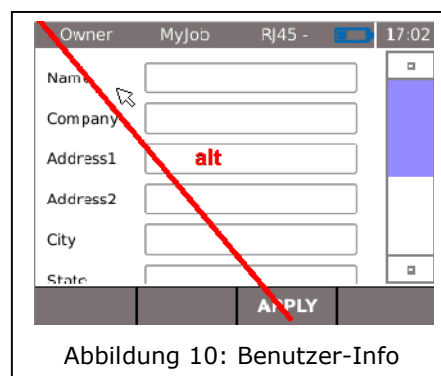 Owner MyJob RJ45 - 17:02
Name
Company
Address1
alt
Address2
City
State
APPLY
Abbildung 10: Benutzer-Info